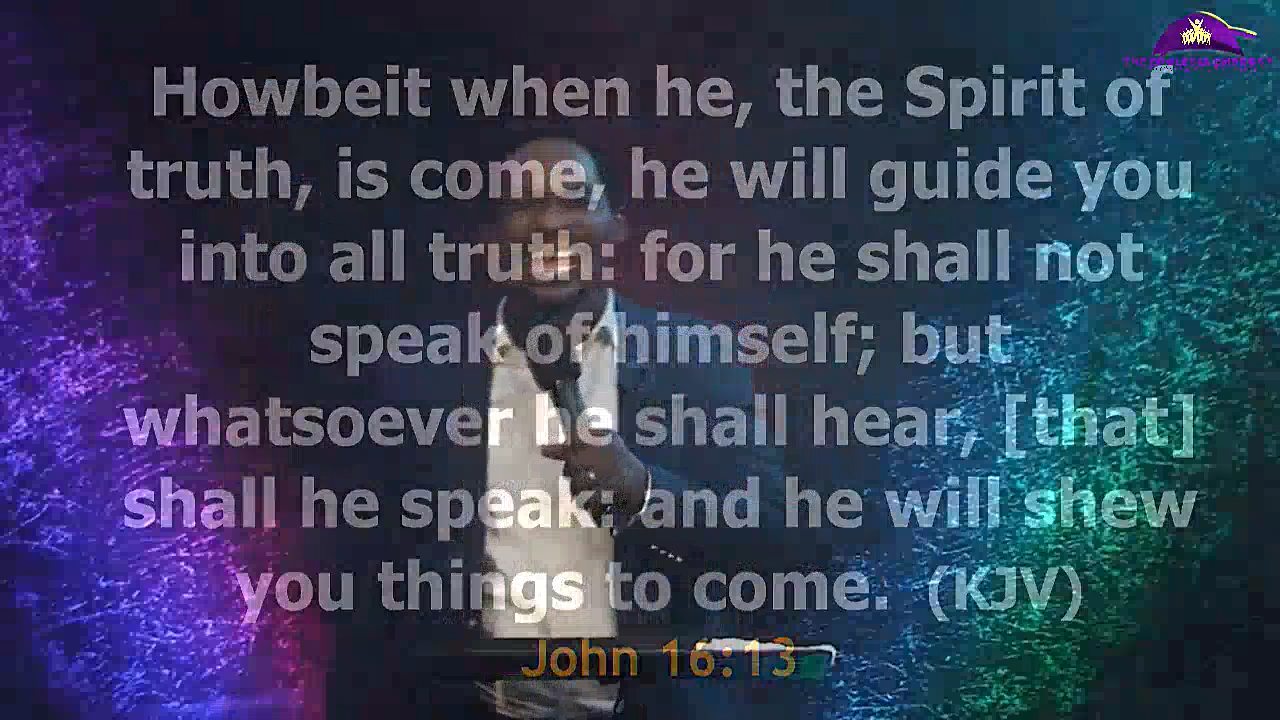 Howbeit when he, the Spirit of
truth, is come, he will guide you
into all truth: for he shall not
speak of himself; but
whatsoever he shall hear, [that]
shall he speak: and he will shew
you things to come. (KJV)
John 16:13